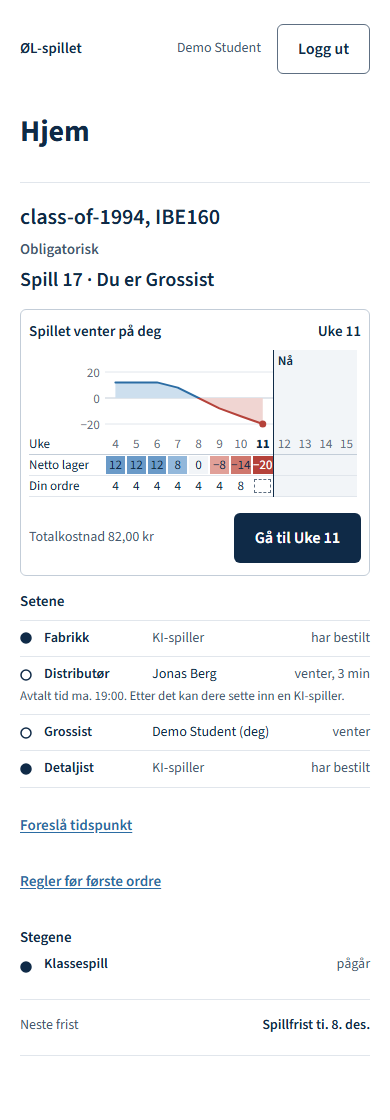 ØL-spillet Demo Student Logg ut
Hjem
class-of-1994, IBE160
Obligatorisk
Spill 17 · Du er Grossist
Spillet venter på deg Uke 11
Nå
20
0
−20
Uke 4 5 6 7 8 9 10 11 12 13 14 15
Netto lager 12 12 12 8 0 −8 −14 −20
Din ordre 4 4 4 4 4 4 8
Totalkostnad 82,00 kr Gå til Uke 11
Setene
Fabrikk KI-spiller har bestilt
Distributør Jonas Berg venter, 3 min
Avtalt tid ma. 19:00. Etter det kan dere sette inn en KI-spiller.
Grossist Demo Student (deg) venter
Detaljist KI-spiller har bestilt
Foreslå tidspunkt
Regler før første ordre
Stegene
Klassespill pågår
Neste frist Spillfrist ti. 8. des.